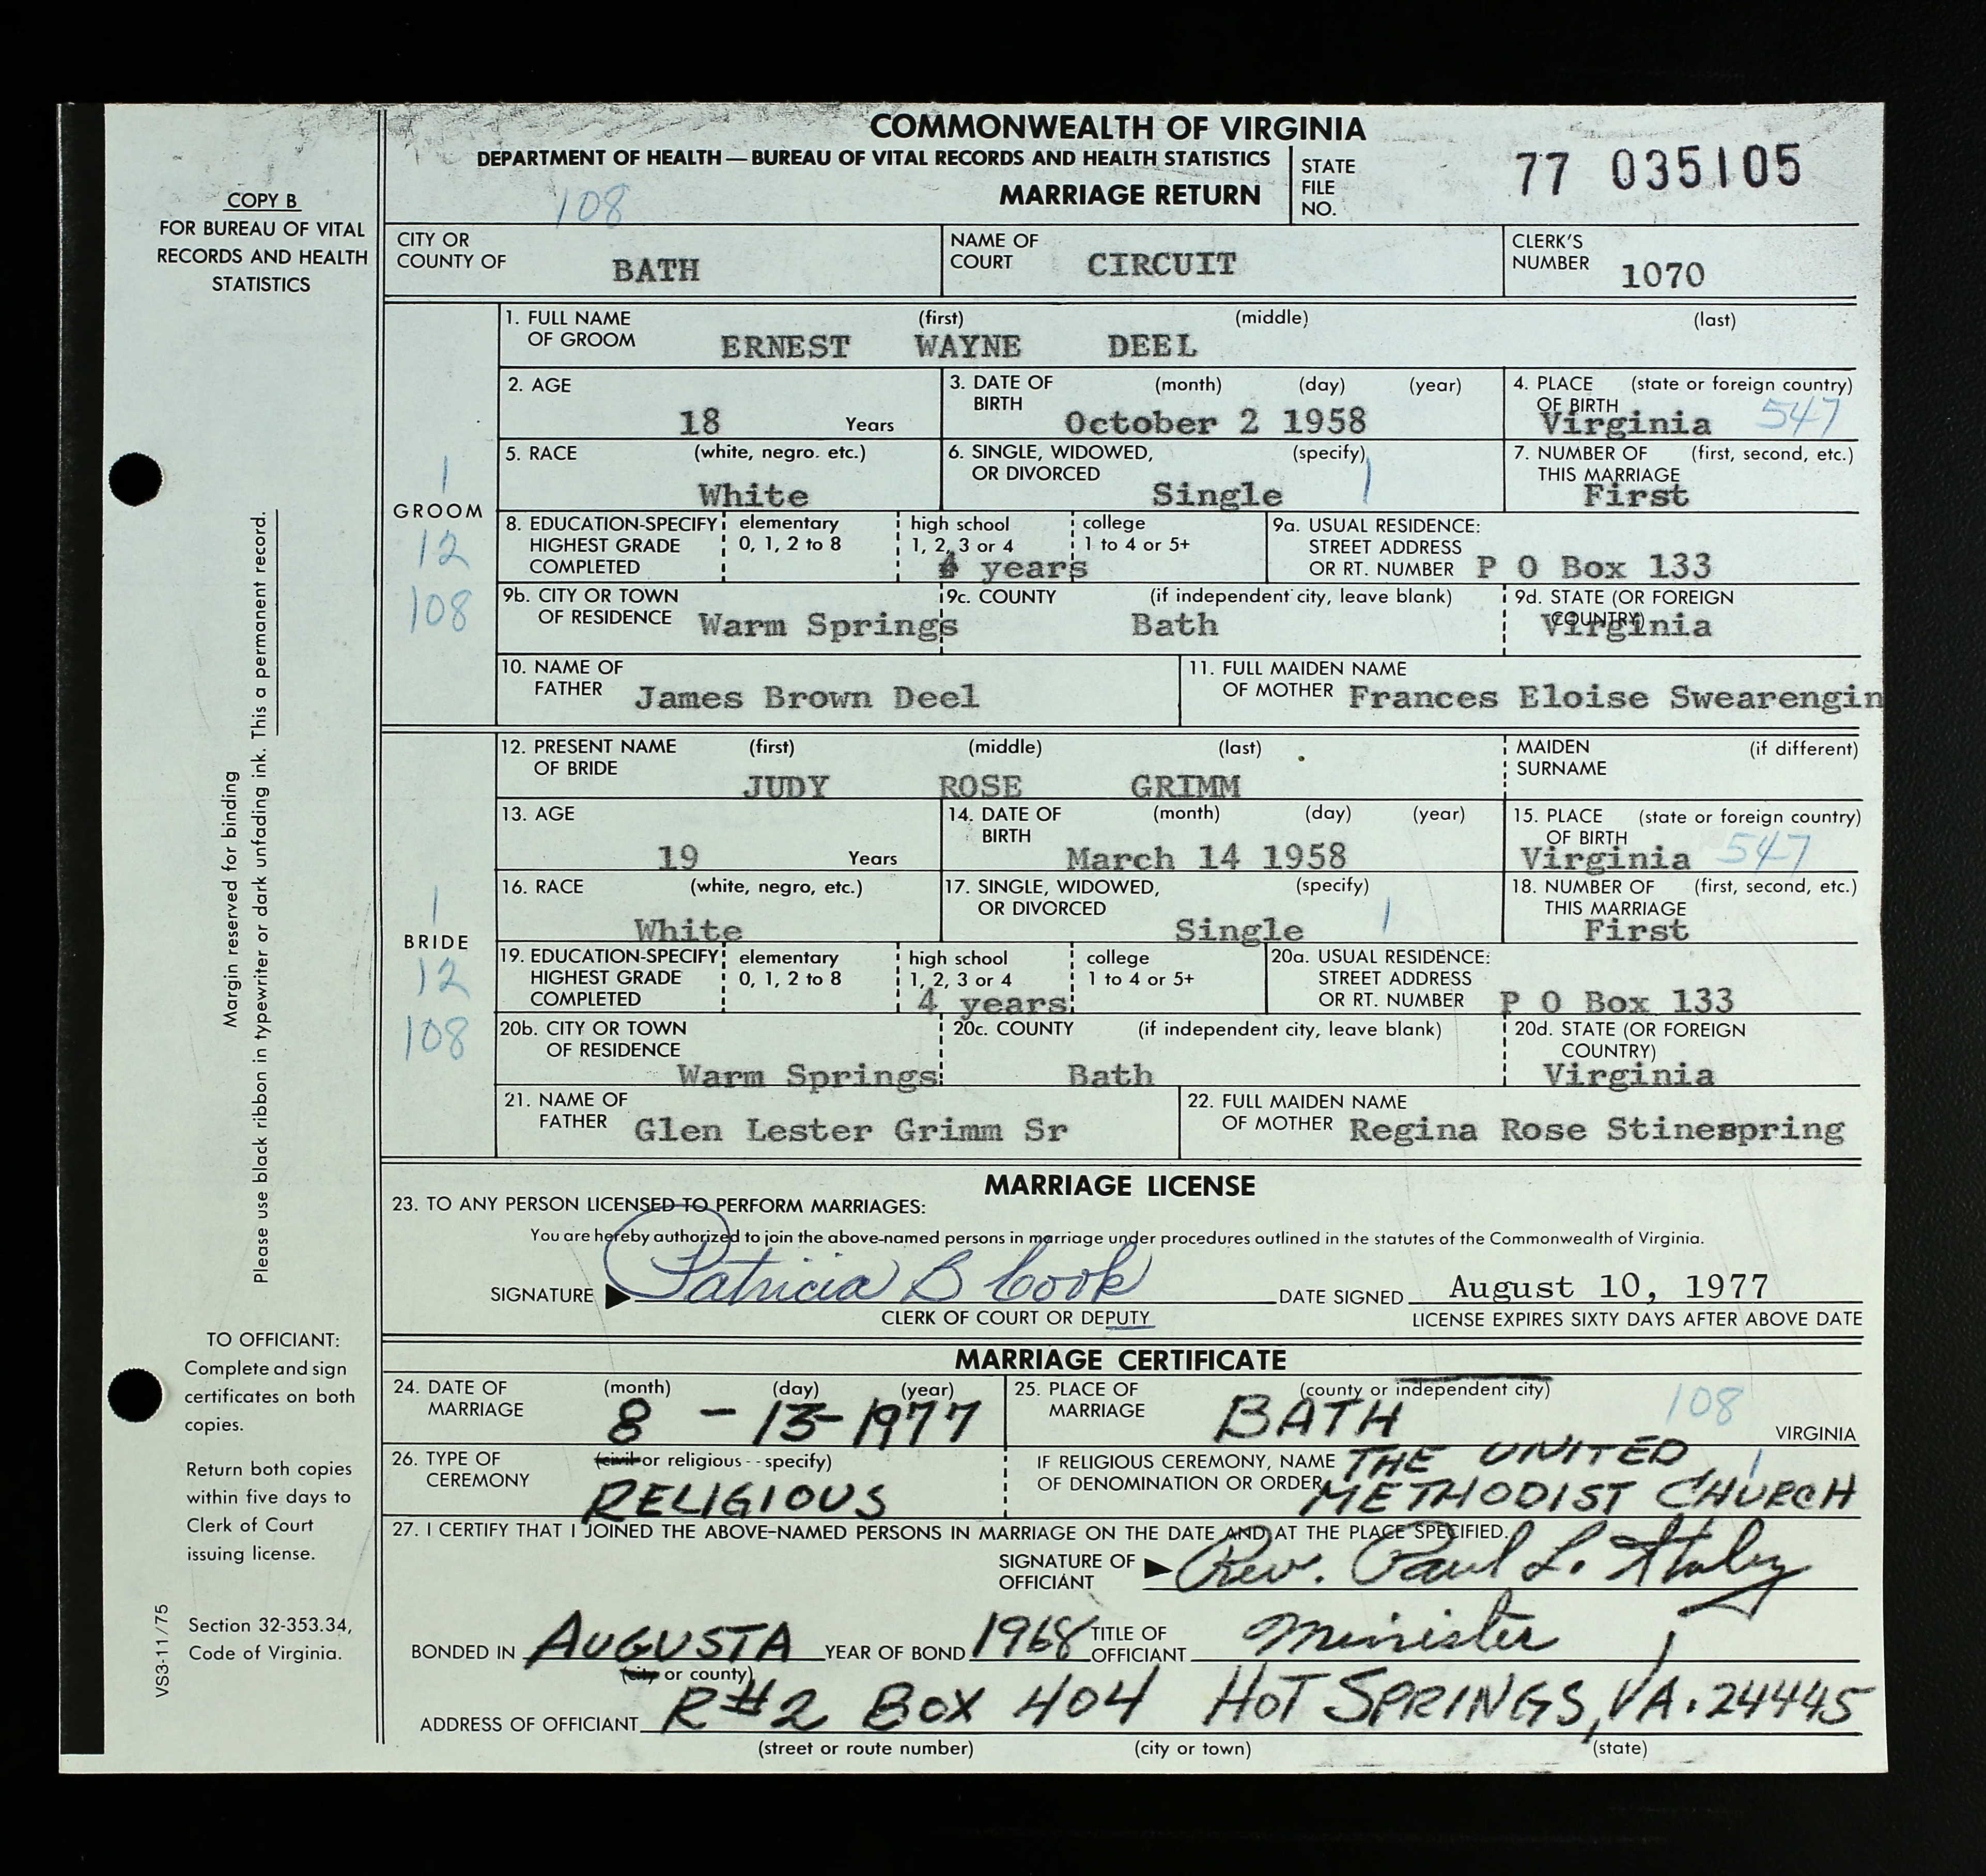 COMMONWEALTH OF VIRGINIA
DEPARTMENT OF HEALTH — BUREAU OF VITAL RECORDS AND HEALTH STATISTICS
MARRIAGE RETURN
108
STATE FILE NO. 77 035105
COPY B
FOR BUREAU OF VITAL
RECORDS AND HEALTH
STATISTICS
CITY OR COUNTY OF BATH
NAME OF COURT CIRCUIT
CLERK'S NUMBER 1070
GROOM
1
12
108
1. FULL NAME OF GROOM (first) (middle) (last)
ERNEST WAYNE DEEL
2. AGE 18 Years
3. DATE OF BIRTH (month) (day) (year)
October 2 1958
4. PLACE OF BIRTH (state or foreign country)
Virginia 547
5. RACE (white, negro. etc.)
White
6. SINGLE, WIDOWED, OR DIVORCED (specify)
Single 1
7. NUMBER OF THIS MARRIAGE (first, second, etc.)
First
8. EDUCATION-SPECIFY HIGHEST GRADE COMPLETED
elementary 0, 1, 2 to 8
high school 1, 2, 3 or 4
4 years
college 1 to 4 or 5+
9a. USUAL RESIDENCE: STREET ADDRESS OR RT. NUMBER P O Box 133
9b. CITY OR TOWN OF RESIDENCE Warm Springs
9c. COUNTY (if independent city, leave blank)
Bath
9d. STATE (OR FOREIGN COUNTRY)
Virginia
10. NAME OF FATHER James Brown Deel
11. FULL MAIDEN NAME OF MOTHER Frances Eloise Swearengin
BRIDE
1
12
108
12. PRESENT NAME OF BRIDE (first) (middle) (last)
JUDY ROSE GRIMM
MAIDEN SURNAME (if different)
13. AGE 19 Years
14. DATE OF BIRTH (month) (day) (year)
March 14 1958
15. PLACE OF BIRTH (state or foreign country)
Virginia 547
16. RACE (white, negro, etc.)
White
17. SINGLE, WIDOWED, OR DIVORCED (specify)
Single 1
18. NUMBER OF THIS MARRIAGE (first, second, etc.)
First
19. EDUCATION-SPECIFY HIGHEST GRADE COMPLETED
elementary 0, 1, 2 to 8
high school 1, 2, 3 or 4
4 years
college 1 to 4 or 5+
20a. USUAL RESIDENCE: STREET ADDRESS OR RT. NUMBER P O Box 133
20b. CITY OR TOWN OF RESIDENCE
Warm Springs
20c. COUNTY (if independent city, leave blank)
Bath
20d. STATE (OR FOREIGN COUNTRY)
Virginia
21. NAME OF FATHER Glen Lester Grimm Sr
22. FULL MAIDEN NAME OF MOTHER Regina Rose Stinespring
Margin reserved for binding
Please use black ribbon in typewriter or dark unfading ink. This a permanent record.
MARRIAGE LICENSE
23. TO ANY PERSON LICENSED TO PERFORM MARRIAGES:
You are hereby authorized to join the above-named persons in marriage under procedures outlined in the statutes of the Commonwealth of Virginia.
SIGNATURE Patricia B Cook DATE SIGNED August 10, 1977
CLERK OF COURT OR DEPUTY LICENSE EXPIRES SIXTY DAYS AFTER ABOVE DATE
MARRIAGE CERTIFICATE
24. DATE OF MARRIAGE (month) (day) (year)
8 - 13 - 1977
25. PLACE OF MARRIAGE (county or independent city)
BATH 108 VIRGINIA
26. TYPE OF CEREMONY (civil or religious -- specify)
RELIGIOUS
IF RELIGIOUS CEREMONY, NAME OF DENOMINATION OR ORDER THE UNITED 1
METHODIST CHURCH
27. I CERTIFY THAT I JOINED THE ABOVE-NAMED PERSONS IN MARRIAGE ON THE DATE AND AT THE PLACE SPECIFIED.
SIGNATURE OF OFFICIANT Rev. Paul L. Staley
BONDED IN AUGUSTA YEAR OF BOND 1968 TITLE OF OFFICIANT Minister 1
(city or county)
ADDRESS OF OFFICIANT R#2 BOX 404 HOT SPRINGS, VA. 24445
(street or route number) (city or town) (state)
TO OFFICIANT:
Complete and sign
certificates on both
copies.
Return both copies
within five days to
Clerk of Court
issuing license.
Section 32-353.34,
Code of Virginia.
VS3-11/75